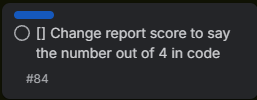 [] Change report score to say
the number out of 4 in code
#84